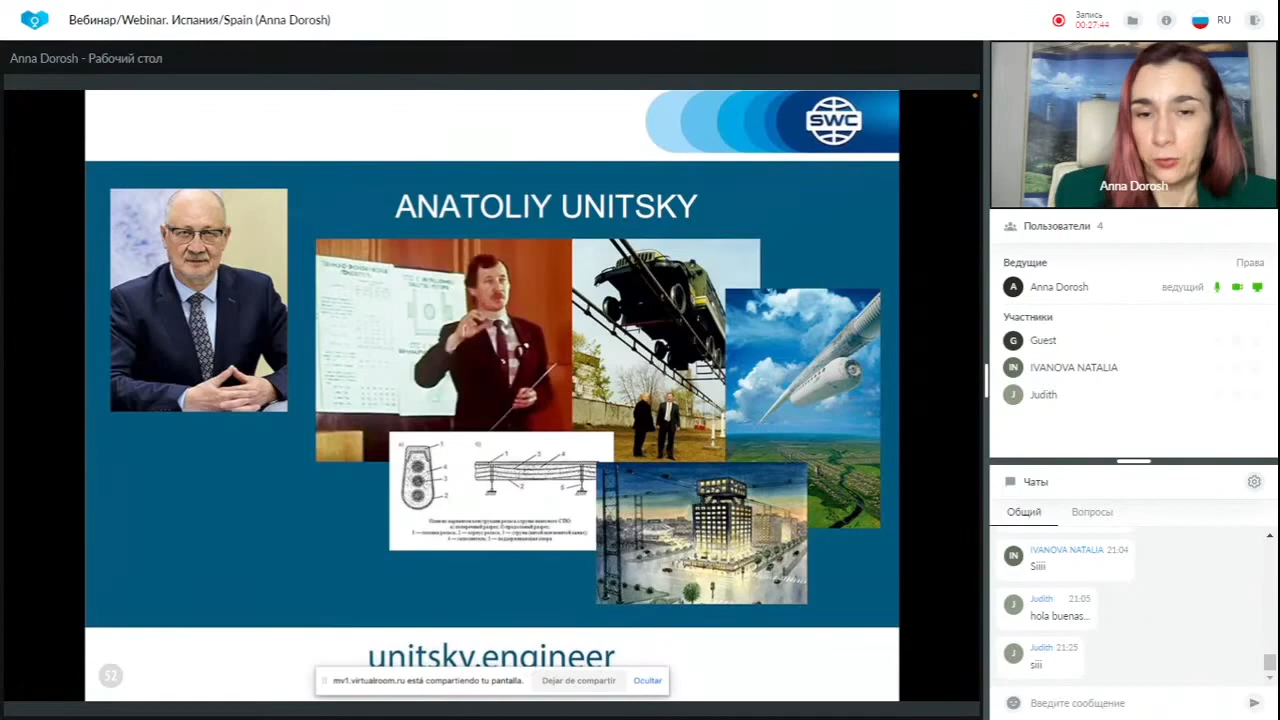 Вебинар/Webinar. Испания/Spain (Anna Dorosh)
Запись
00:27:44
RU
Anna Dorosh - Рабочий стол
SWC
ANATOLIY UNITSKY
а)
б)
unitsky.engineer
52
mv1.virtualroom.ru está compartiendo tu pantalla.
Dejar de compartir
Ocultar
Anna Dorosh
Пользователи 4
Ведущие
Права
A
Anna Dorosh
ведущий
Участники
G
Guest
IN
IVANOVA NATALIA
J
Judith
Чаты
Общий
Вопросы
IN
IVANOVA NATALIA 21:04
Siiii
J
Judith 21:05
hola buenas...
J
Judith 21:25
siii
Введите сообщение